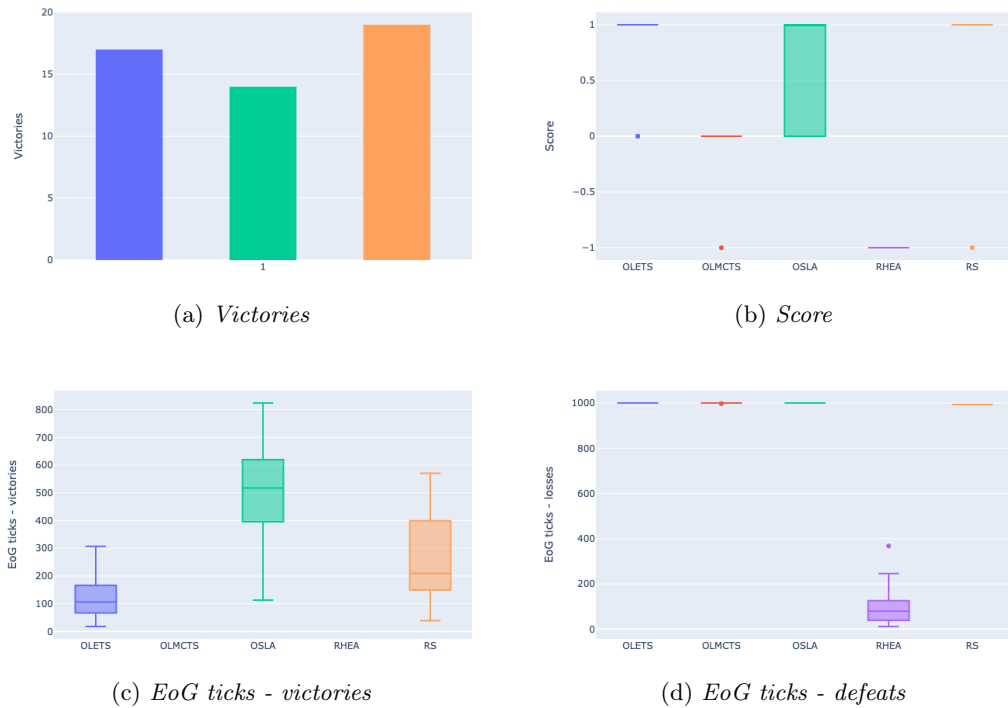 20
15
10
5
0
Victories
1
(a) Victories
1
0.5
0
−0.5
−1
Score
OLETS OLMCTS OSLA RHEA RS
(b) Score
800
700
600
500
400
300
200
100
0
EoG ticks - victories
OLETS OLMCTS OSLA RHEA RS
(c) EoG ticks - victories
1000
800
600
400
200
0
EoG ticks - losses
OLETS OLMCTS OSLA RHEA RS
(d) EoG ticks - defeats